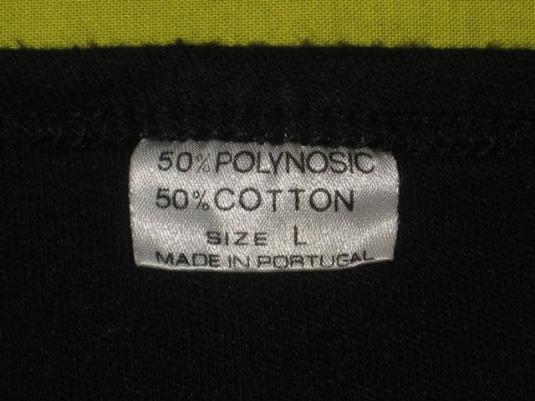 50% POLYNOSIC
50% COTTON
SIZE L
MADE IN PORTUGAL